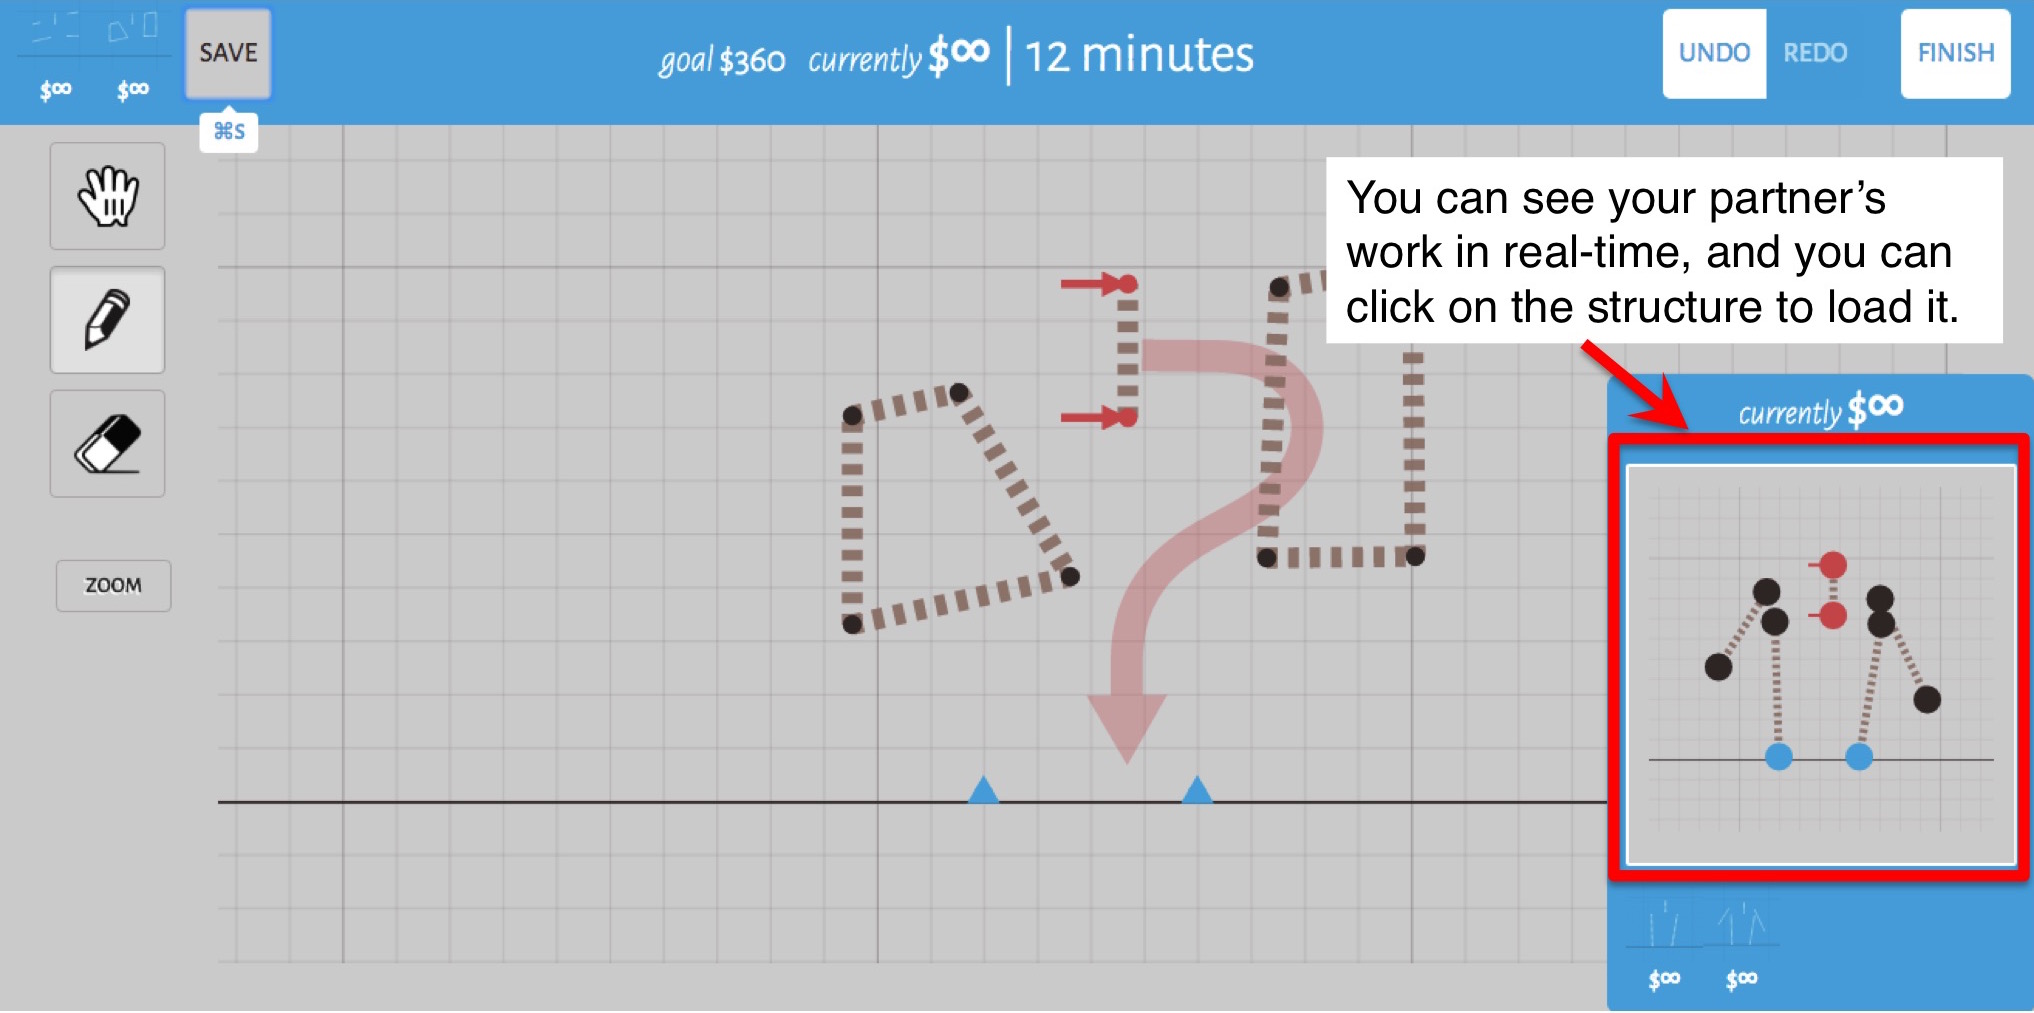 SAVE
$∞ $∞
⌘S
goal $360 currently $∞ | 12 minutes
UNDO REDO
FINISH
You can see your partner’s
work in real-time, and you can
click on the structure to load it.
ZOOM
currently $∞
$∞ $∞